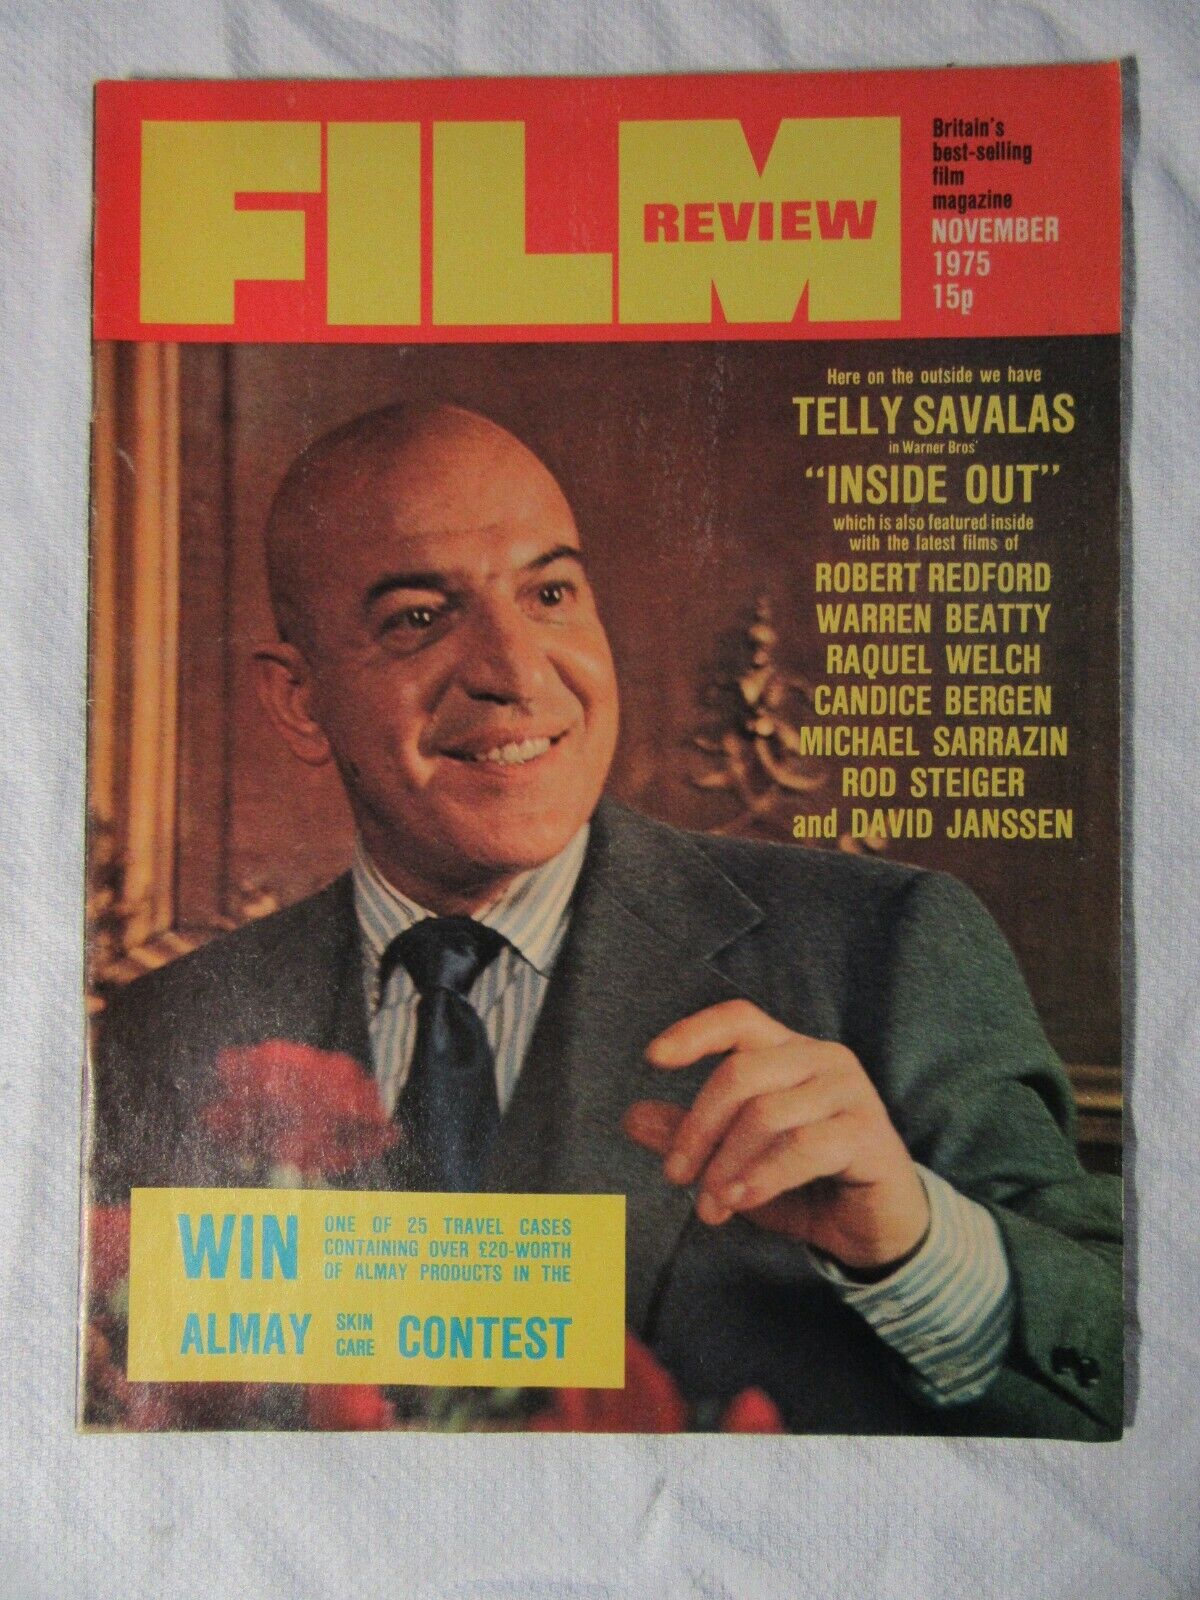 FILM
REVIEW
Britain's
best-selling
film
magazine
NOVEMBER
1975
15p
Here on the outside we have
TELLY SAVALAS
in Warner Bros'
"INSIDE OUT"
which is also featured inside
with the latest films of
ROBERT REDFORD
WARREN BEATTY
RAQUEL WELCH
CANDICE BERGEN
MICHAEL SARRAZIN
ROD STEIGER
and DAVID JANSSEN
WIN
ONE OF 25 TRAVEL CASES
CONTAINING OVER £20-WORTH
OF ALMAY PRODUCTS IN THE
ALMAY
SKIN
CARE
CONTEST